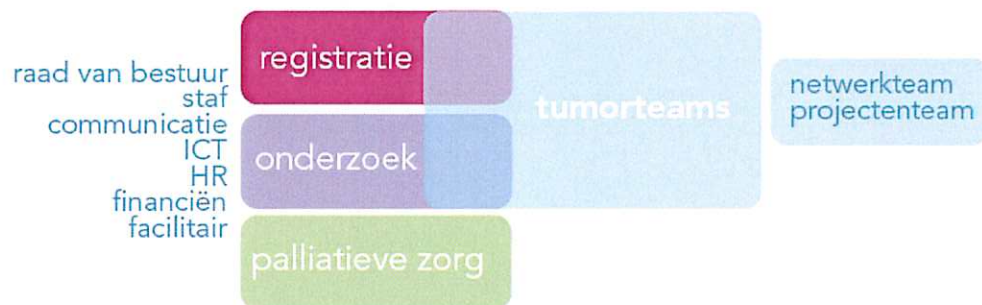 raad van bestuur
staf
communicatie
ICT
HR
financiën
facilitair
registratie
onderzoek
palliatieve zorg
tumorteams
netwerkteam
projectenteam